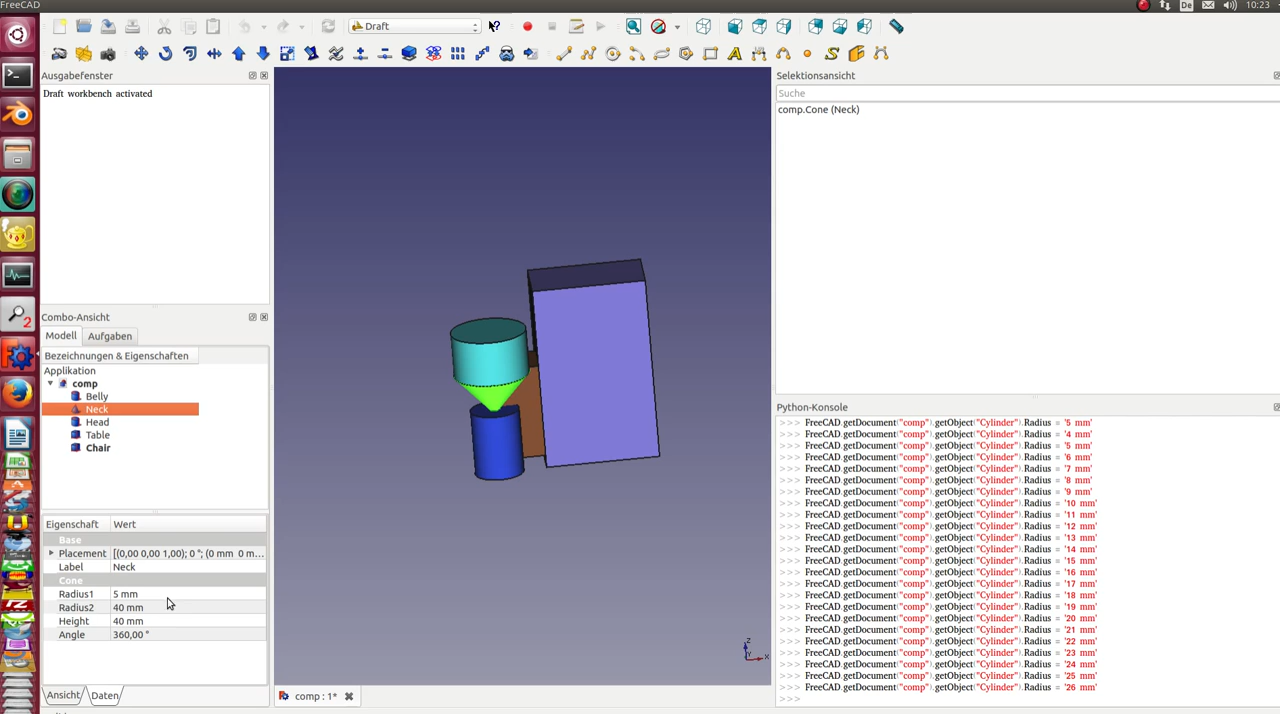 FreeCAD
De
10:23
Draft
Ausgabefenster
Selektionsansicht
Draft workbench activated
Suche
comp.Cone (Neck)
2
Combo-Ansicht
Modell Aufgaben
Bezeichnungen & Eigenschaften
Applikation
comp
Belly
Neck
Head
Table
Chair
Eigenschaft Wert
Base
Placement [(0,00 0,00 1,00); 0 °; (0 mm 0 m...
Label Neck
Cone
Radius1 5 mm
Radius2 40 mm
Height 40 mm
Angle 360,00 °
Ansicht Daten
Z
Y
X
comp : 1*
Python-Konsole
>>> FreeCAD.getDocument("comp").getObject("Cylinder").Radius = '5 mm'
>>> FreeCAD.getDocument("comp").getObject("Cylinder").Radius = '4 mm'
>>> FreeCAD.getDocument("comp").getObject("Cylinder").Radius = '5 mm'
>>> FreeCAD.getDocument("comp").getObject("Cylinder").Radius = '6 mm'
>>> FreeCAD.getDocument("comp").getObject("Cylinder").Radius = '7 mm'
>>> FreeCAD.getDocument("comp").getObject("Cylinder").Radius = '8 mm'
>>> FreeCAD.getDocument("comp").getObject("Cylinder").Radius = '9 mm'
>>> FreeCAD.getDocument("comp").getObject("Cylinder").Radius = '10 mm'
>>> FreeCAD.getDocument("comp").getObject("Cylinder").Radius = '11 mm'
>>> FreeCAD.getDocument("comp").getObject("Cylinder").Radius = '12 mm'
>>> FreeCAD.getDocument("comp").getObject("Cylinder").Radius = '13 mm'
>>> FreeCAD.getDocument("comp").getObject("Cylinder").Radius = '14 mm'
>>> FreeCAD.getDocument("comp").getObject("Cylinder").Radius = '15 mm'
>>> FreeCAD.getDocument("comp").getObject("Cylinder").Radius = '16 mm'
>>> FreeCAD.getDocument("comp").getObject("Cylinder").Radius = '17 mm'
>>> FreeCAD.getDocument("comp").getObject("Cylinder").Radius = '18 mm'
>>> FreeCAD.getDocument("comp").getObject("Cylinder").Radius = '19 mm'
>>> FreeCAD.getDocument("comp").getObject("Cylinder").Radius = '20 mm'
>>> FreeCAD.getDocument("comp").getObject("Cylinder").Radius = '21 mm'
>>> FreeCAD.getDocument("comp").getObject("Cylinder").Radius = '22 mm'
>>> FreeCAD.getDocument("comp").getObject("Cylinder").Radius = '23 mm'
>>> FreeCAD.getDocument("comp").getObject("Cylinder").Radius = '24 mm'
>>> FreeCAD.getDocument("comp").getObject("Cylinder").Radius = '25 mm'
>>> FreeCAD.getDocument("comp").getObject("Cylinder").Radius = '26 mm'
>>>